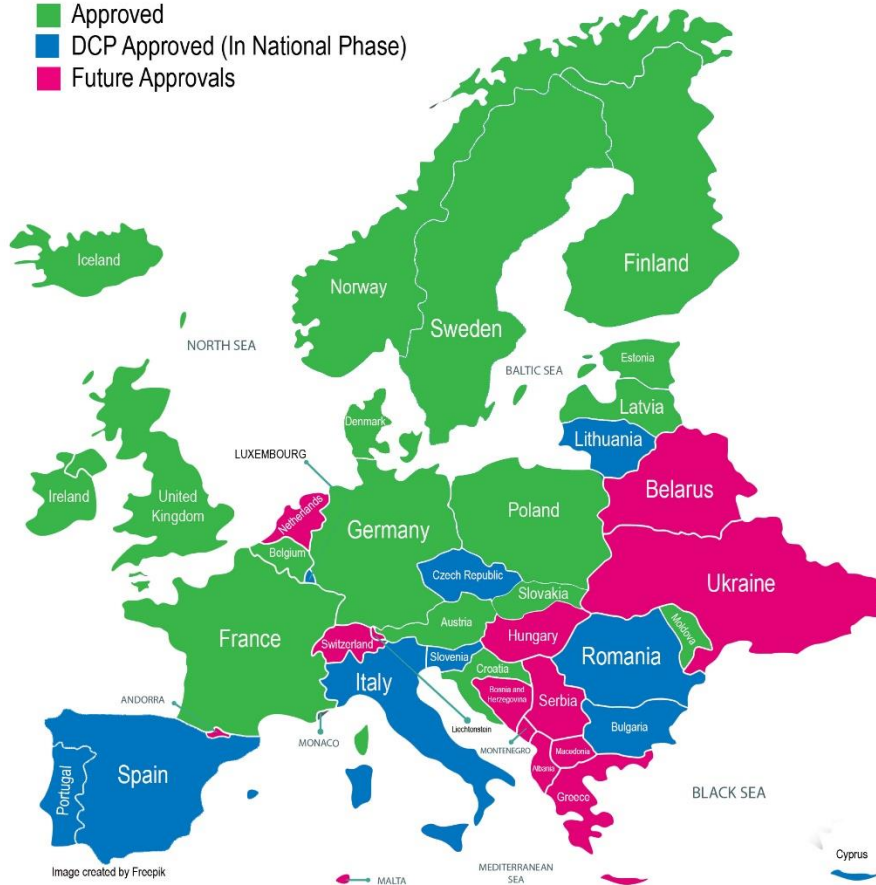 Approved
DCP Approved (In National Phase)
Future Approvals
Iceland
Norway
Sweden
Finland
NORTH SEA
BALTIC SEA
Estonia
Latvia
Lithuania
Denmark
LUXEMBOURG
Ireland
United
Kingdom
Netherlands
Belgium
Germany
Poland
Belarus
Czech Republic
Slovakia
Ukraine
France
Switzerland
Austria
Hungary
Moldova
Romania
Slovenia
Croatia
Italy
Bosnia and
Herzegovina
Serbia
Bulgaria
ANDORRA
MONACO
Liechtenstein
MONTENEGRO
Macedonia
Albania
Greece
Portugal
Spain
BLACK SEA
Image created by Freepik
MALTA
MEDITERRANEAN
SEA
Cyprus